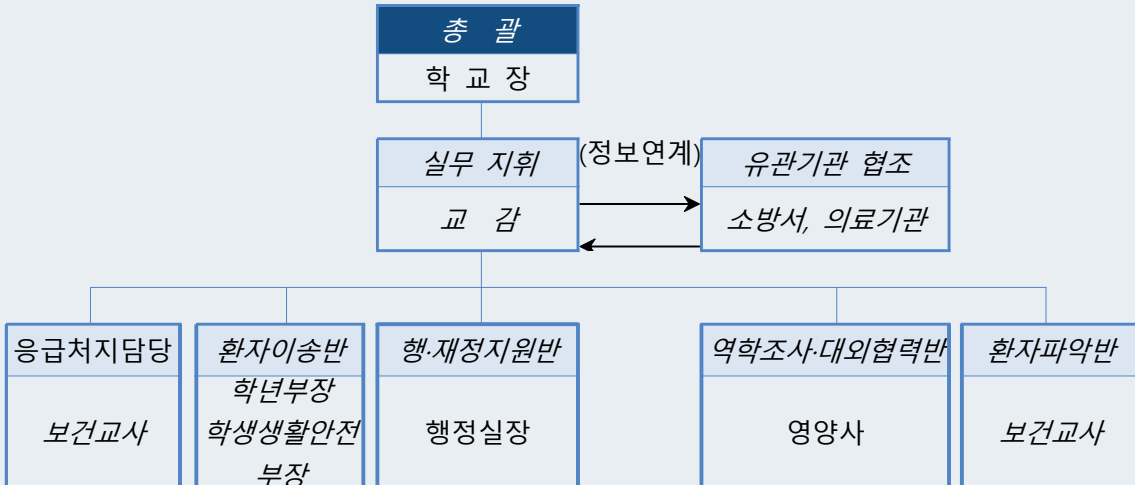 총 괄
학 교 장
실무 지휘
(정보연계)
유관기관 협조
교 감
소방서, 의료기관
응급처지담당
환자이송반
행·재정지원반
역학조사·대외협력반
환자파악반
보건교사
학년부장
학생생활안전
부장
행정실장
영양사
보건교사